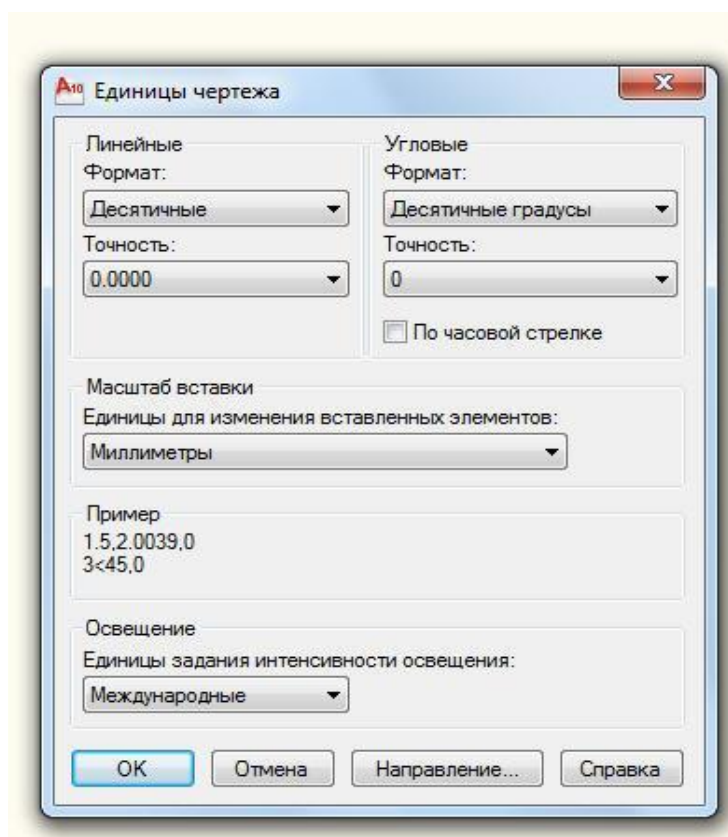 A10 Единицы чертежа
Линейные
Формат:
Десятичные
Точность:
0.0000
Угловые
Формат:
Десятичные градусы
Точность:
0
По часовой стрелке
Масштаб вставки
Единицы для изменения вставленных элементов:
Миллиметры
Пример
1.5,2.0039,0
3<45,0
Освещение
Единицы задания интенсивности освещения:
Международные
OK Отмена Направление... Справка